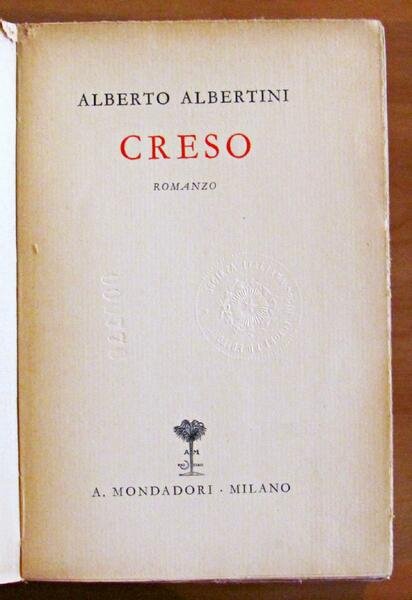 ALBERTO ALBERTINI
CRESO
ROMANZO
A M
A. MONDADORI · MILANO